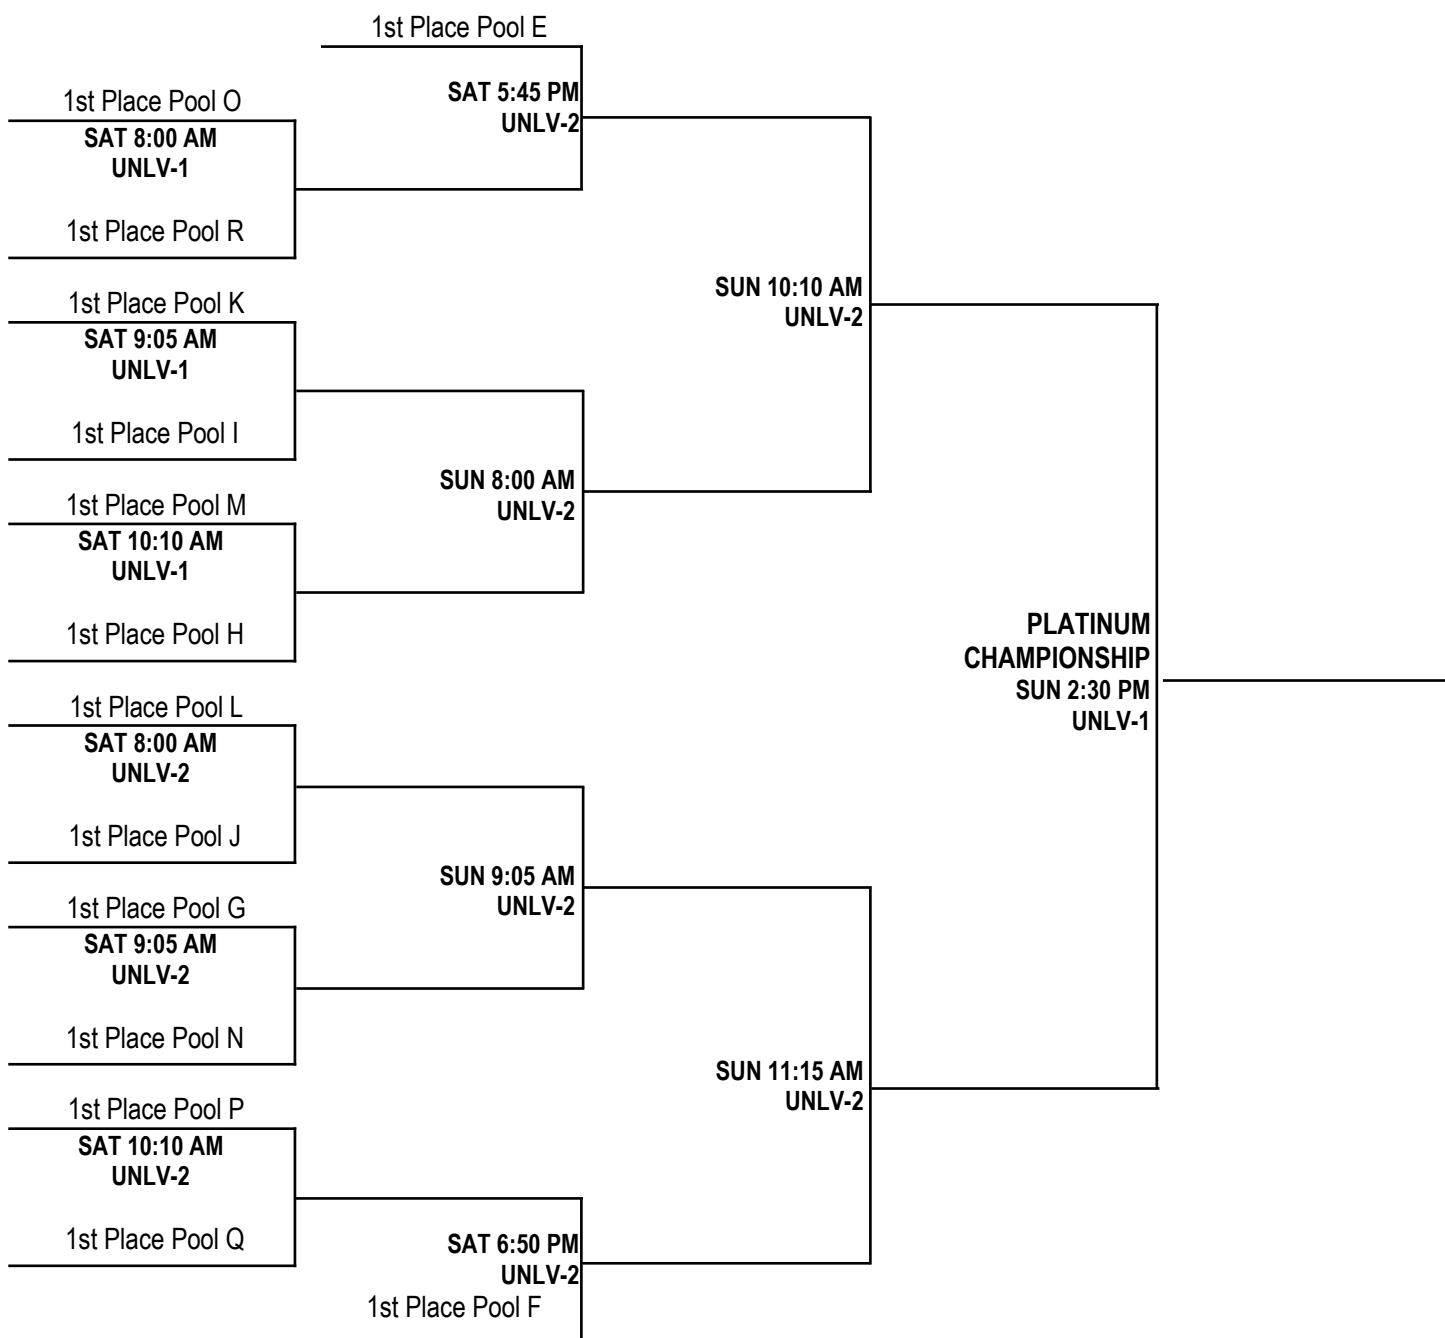 1st Place Pool E
1st Place Pool O
SAT 8:00 AM
UNLV-1
1st Place Pool R
SAT 5:45 PM
UNLV-2
1st Place Pool K
SAT 9:05 AM
UNLV-1
1st Place Pool I
SUN 10:10 AM
UNLV-2
1st Place Pool M
SAT 10:10 AM
UNLV-1
1st Place Pool H
SUN 8:00 AM
UNLV-2
PLATINUM
CHAMPIONSHIP
SUN 2:30 PM
UNLV-1
1st Place Pool L
SAT 8:00 AM
UNLV-2
1st Place Pool J
SUN 9:05 AM
UNLV-2
1st Place Pool G
SAT 9:05 AM
UNLV-2
1st Place Pool N
SUN 11:15 AM
UNLV-2
1st Place Pool P
SAT 10:10 AM
UNLV-2
1st Place Pool Q
SAT 6:50 PM
UNLV-2
1st Place Pool F